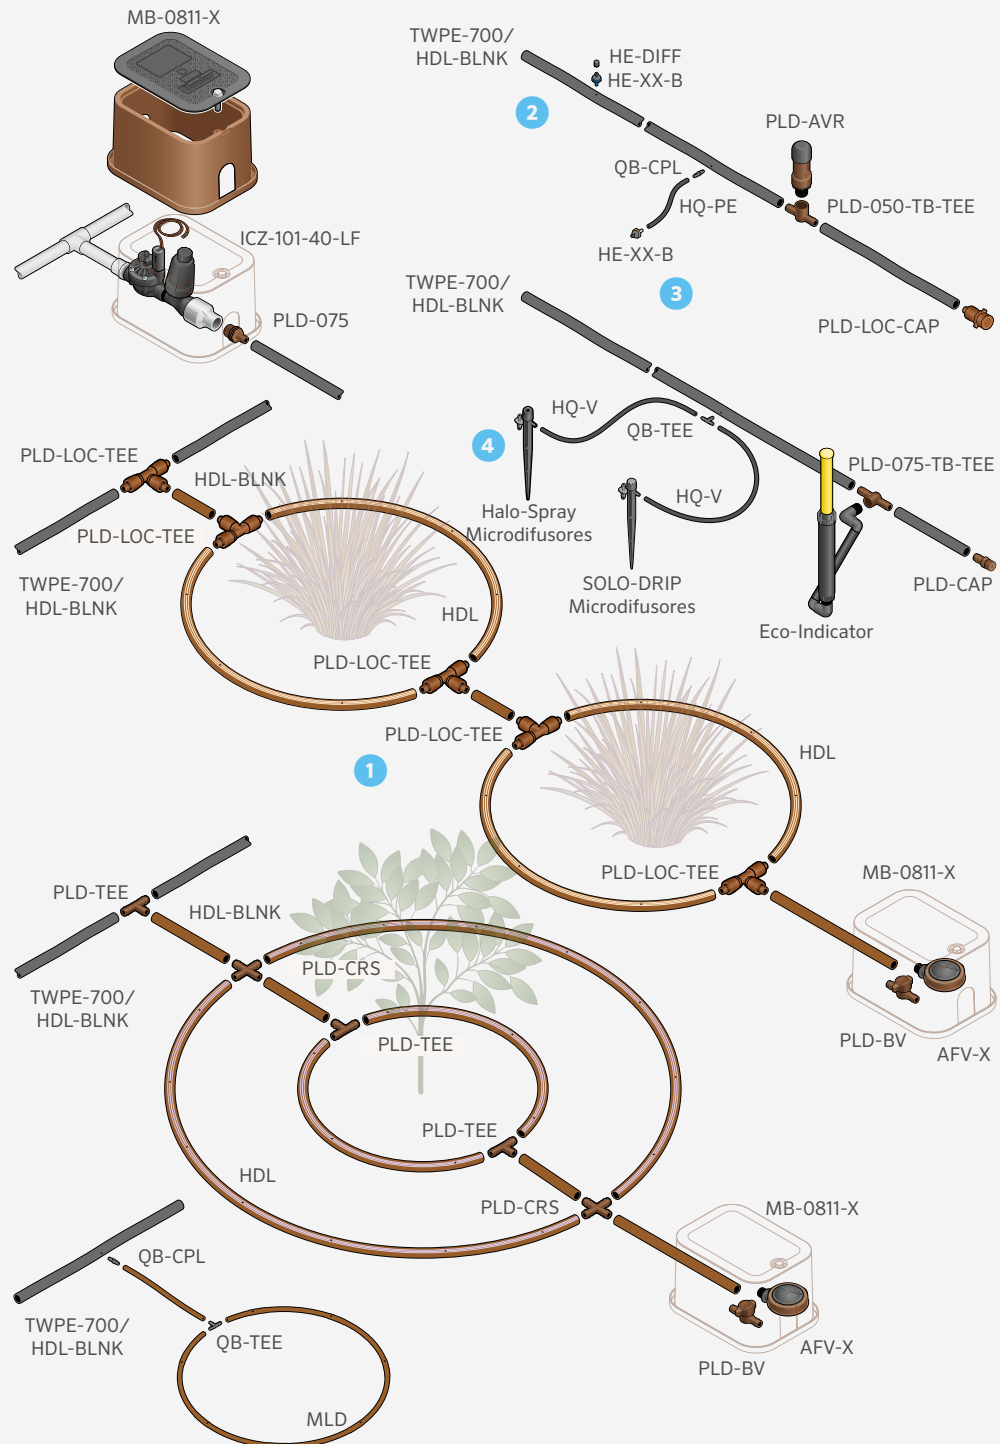 MB-0811-X
ICZ-101-40-LF
PLD-075
TWPE-700/
HDL-BLNK
HE-DIFF
HE-XX-B
2
PLD-AVR
QB-CPL
HQ-PE
PLD-050-TB-TEE
HE-XX-B
3
PLD-LOC-CAP
TWPE-700/
HDL-BLNK
HQ-V
QB-TEE
4
PLD-075-TB-TEE
HQ-V
Halo-Spray
Microdifusores
SOLO-DRIP
Microdifusores
PLD-CAP
Eco-Indicator
PLD-LOC-TEE
HDL-BLNK
PLD-LOC-TEE
TWPE-700/
HDL-BLNK
HDL
PLD-LOC-TEE
PLD-LOC-TEE
1
HDL
PLD-LOC-TEE
MB-0811-X
PLD-BV
AFV-X
PLD-TEE
HDL-BLNK
PLD-CRS
TWPE-700/
HDL-BLNK
PLD-TEE
PLD-TEE
HDL
PLD-CRS
MB-0811-X
PLD-BV
AFV-X
QB-CPL
TWPE-700/
HDL-BLNK
QB-TEE
MLD